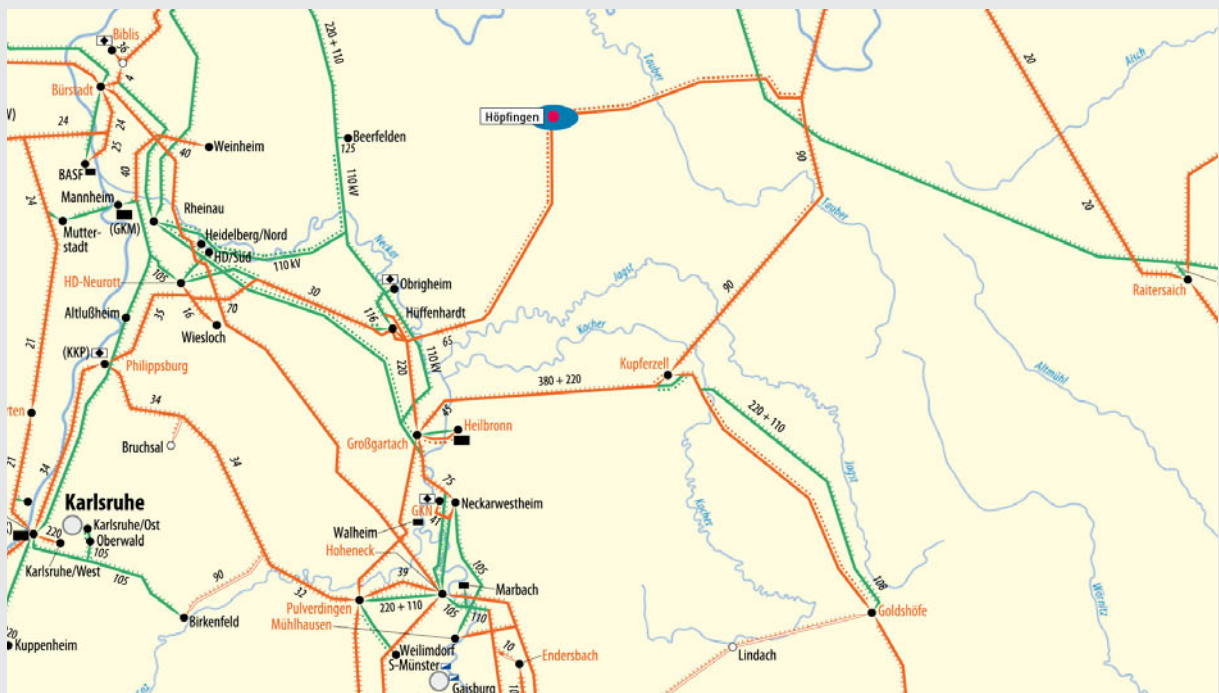 Biblis
36
4
Bürstadt
24
24
25
BASF
40
40
Weinheim
220 + 110
Beerfelden
125
110 kV
Höpfingen
Tauber
20
Aisch
W)
24
Mannheim
(GKM)
Mutter-
stadt
Rheinau
Heidelberg/Nord
HD/Süd
110 kV
Neckar
90
Tauber
20
105
HD-Neurott
Altlußheim
35
16
70
Wiesloch
30
Obrigheim
116
Hüffenhardt
65
Jagst
Kocher
90
Raitersaich
21
(KKP)
Philippsburg
220
110 kV
Kupferzell
380 + 220
Altmühl
rten
34
Bruchsal
34
34
45
Heilbronn
Großgartach
220 + 110
Jagst
21
Karlsruhe
Karlsruhe/Ost
Oberwald
220
105
Karlsruhe/West
105
90
75
Neckarwestheim
GKN
41
Walheim
Hoheneck
105
Kocher
108
Goldshöfe
Wörnitz
32
39
Marbach
Pulverdingen
220 + 110
105
110
Mühlhausen
Birkenfeld
Kuppenheim
Weilimdorf
S-Münster
Gaisburg
10
Endersbach
Lindach